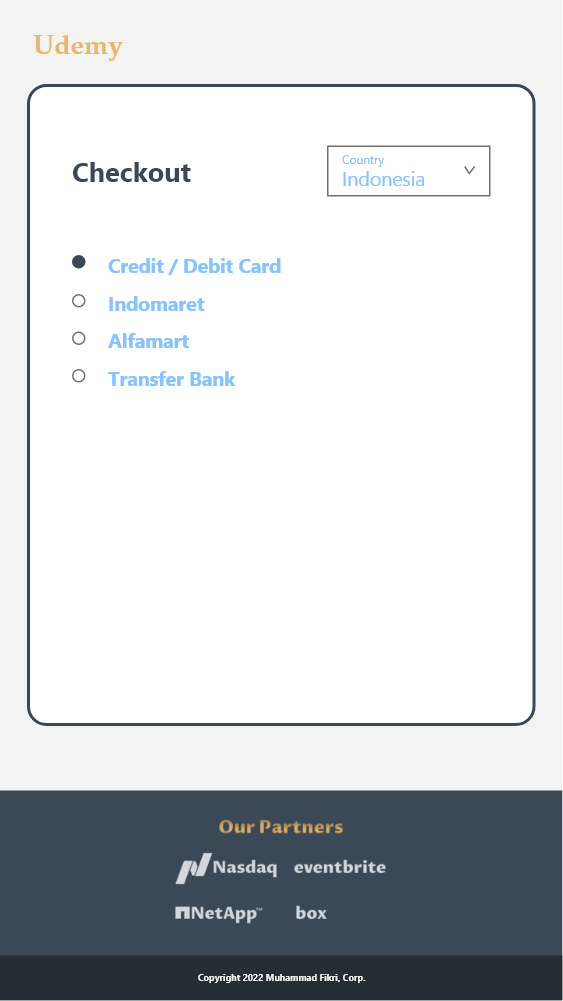 Udemy
Checkout
Country
Indonesia
Credit / Debit Card
Indomaret
Alfamart
Transfer Bank
Our Partners
Nasdaq eventbrite
NetApp™ box
Copyright 2022 Muhammad Fikri, Corp.